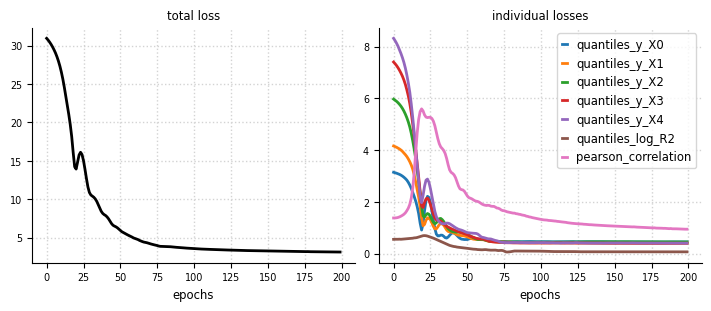 total loss
30
25
20
15
10
5
0
25
50
75
100
125
150
175
200
epochs
individual losses
8
6
4
2
0
0
25
50
75
100
125
150
175
200
epochs
quantiles_y_X0
quantiles_y_X1
quantiles_y_X2
quantiles_y_X3
quantiles_y_X4
quantiles_log_R2
pearson_correlation